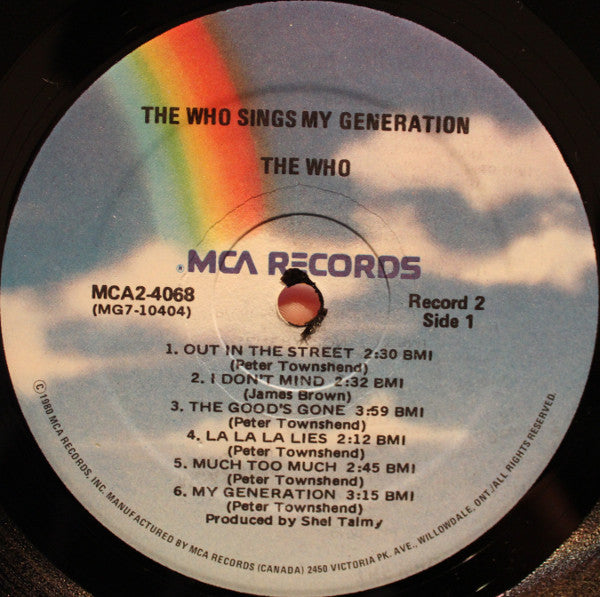 THE WHO SINGS MY GENERATION
THE WHO
®MCA RECORDS
MCA2-4068
(MG7-10404)
Record 2
Side 1
1. OUT IN THE STREET 2:30 BMI
(Peter Townshend)
2. I DON'T MIND 2:32 BMI
(James Brown)
3. THE GOOD'S GONE 3:59 BMI
(Peter Townshend)
4. LA LA LA LIES 2:12 BMI
(Peter Townshend)
5. MUCH TOO MUCH 2:45 BMI
(Peter Townshend)
6. MY GENERATION 3:15 BMI
(Peter Townshend)
Produced by Shel Talmy
©1980 MCA RECORDS, INC. MANUFACTURED BY MCA RECORDS (CANADA) 2450 VICTORIA PK. AVE., WILLOWDALE, ONT./ALL RIGHTS RESERVED.